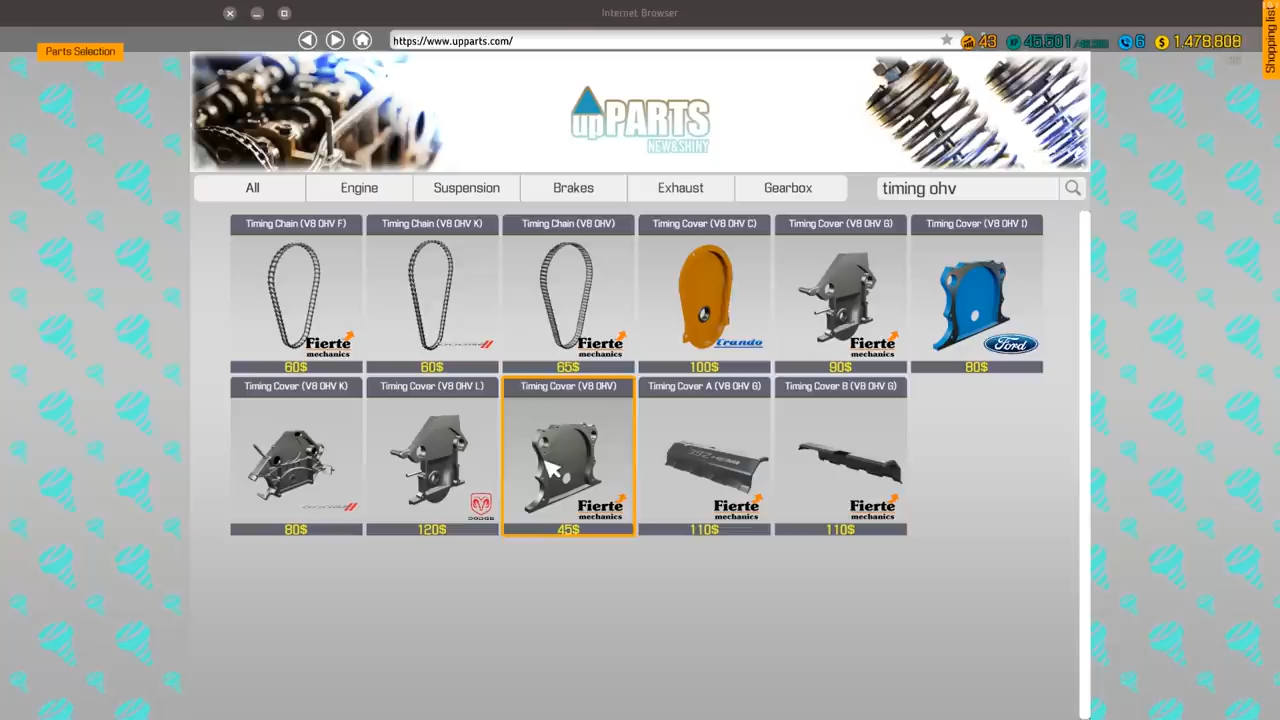 Internet Browser
Parts Selection
https://www.upparts.com/
43
6
1,478,808
Shopping list
upPARTS
NEW&SHINY
All
Engine
Suspension
Brakes
Exhaust
Gearbox
timing ohv
Timing Chain (V8 OHV F)
Timing Chain (V8 OHV K)
Timing Chain (V8 OHV)
Timing Cover (V8 OHV C)
Timing Cover (V8 OHV G)
Timing Cover (V8 OHV I)
Fierte mechanics
DODGE
Fierte mechanics
Crando
Fierte mechanics
Ford
60$
60$
65$
100$
90$
80$
Timing Cover (V8 OHV K)
Timing Cover (V8 OHV L)
Timing Cover (V8 OHV)
Timing Cover A (V8 OHV G)
Timing Cover B (V8 OHV G)
DODGE
DODGE
Fierte mechanics
Fierte mechanics
Fierte mechanics
80$
120$
45$
110$
110$